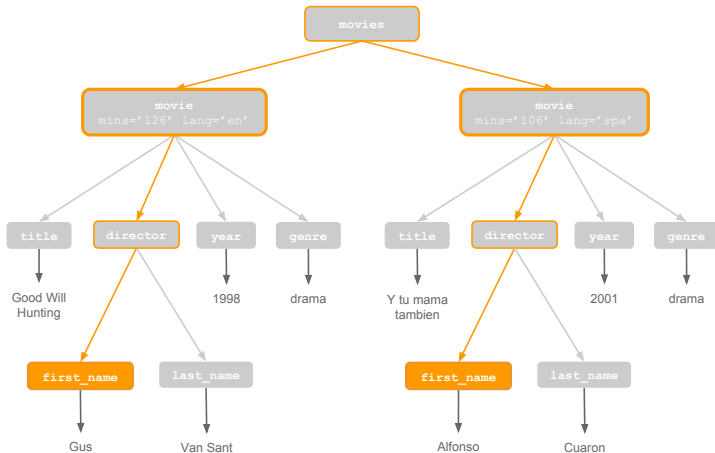 movies
movie
mins='126' lang='en'
movie
mins='106' lang='spa'
title
director
year
genre
title
director
year
genre
Good Will
Hunting
1998
drama
Y tu mama
tambien
2001
drama
first_name
last_name
first_name
last_name
Gus
Van Sant
Alfonso
Cuaron